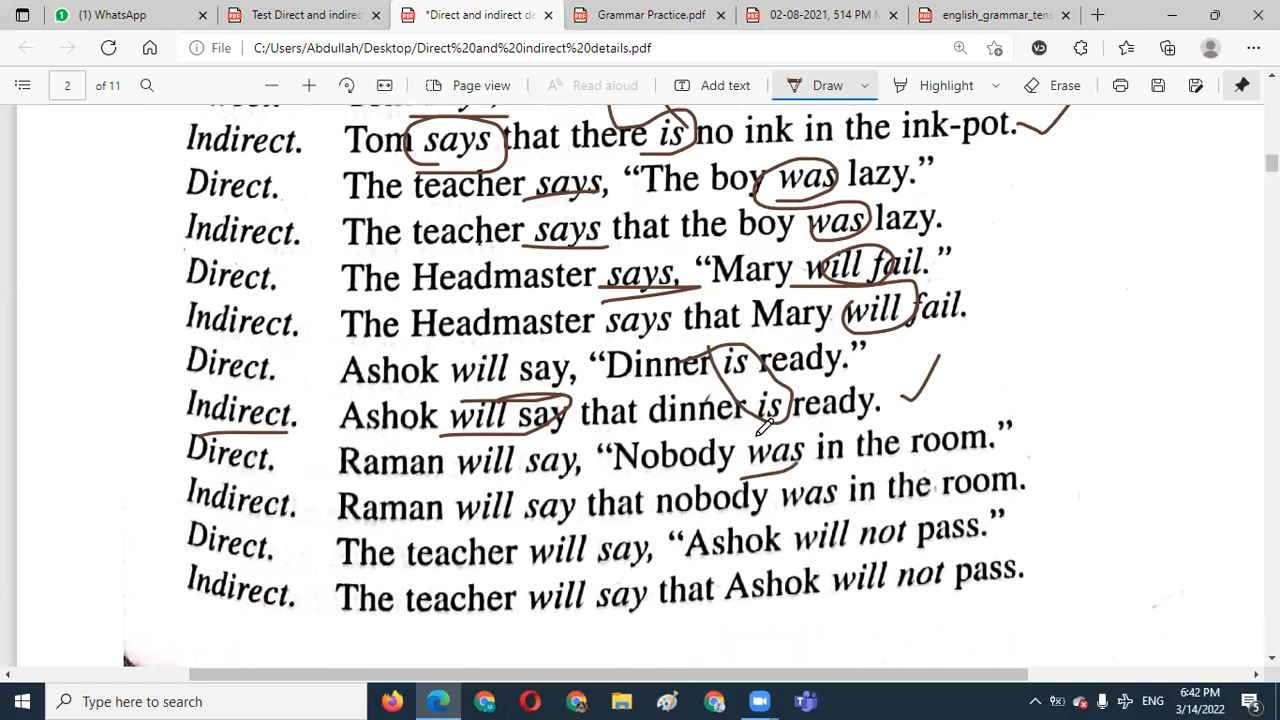 (1) WhatsApp
Test Direct and indirec
*Direct and indirect de
Grammar Practice.pdf
02-08-2021, 5:14 PM
english_grammar_tens
File C:/Users/Abdullah/Desktop/Direct%20and%20indirect%20details.pdf
2 of 11
Page view
Read aloud
Add text
Draw
Highlight
Erase
Indirect. Tom says that there is no ink in the ink-pot.
Direct. The teacher says, “The boy was lazy.”
Indirect. The teacher says that the boy was lazy.
Direct. The Headmaster says, “Mary will fail.”
Indirect. The Headmaster says that Mary will fail.
Direct. Ashok will say, “Dinner is ready.”
Indirect. Ashok will say that dinner is ready.
Direct. Raman will say, “Nobody was in the room.”
Indirect. Raman will say that nobody was in the room.
Direct. The teacher will say, “Ashok will not pass.”
Indirect. The teacher will say that Ashok will not pass.
Type here to search
ENG
6:42 PM
3/14/2022
5